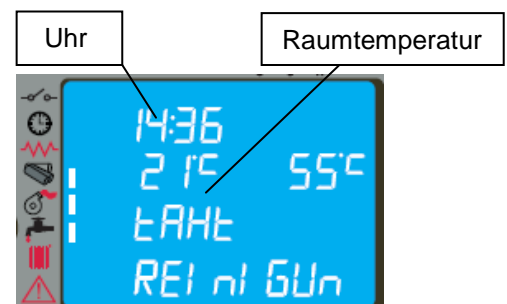 Uhr
Raumtemperatur
14:36
21°C 55°C
tAHt
REInIGUn